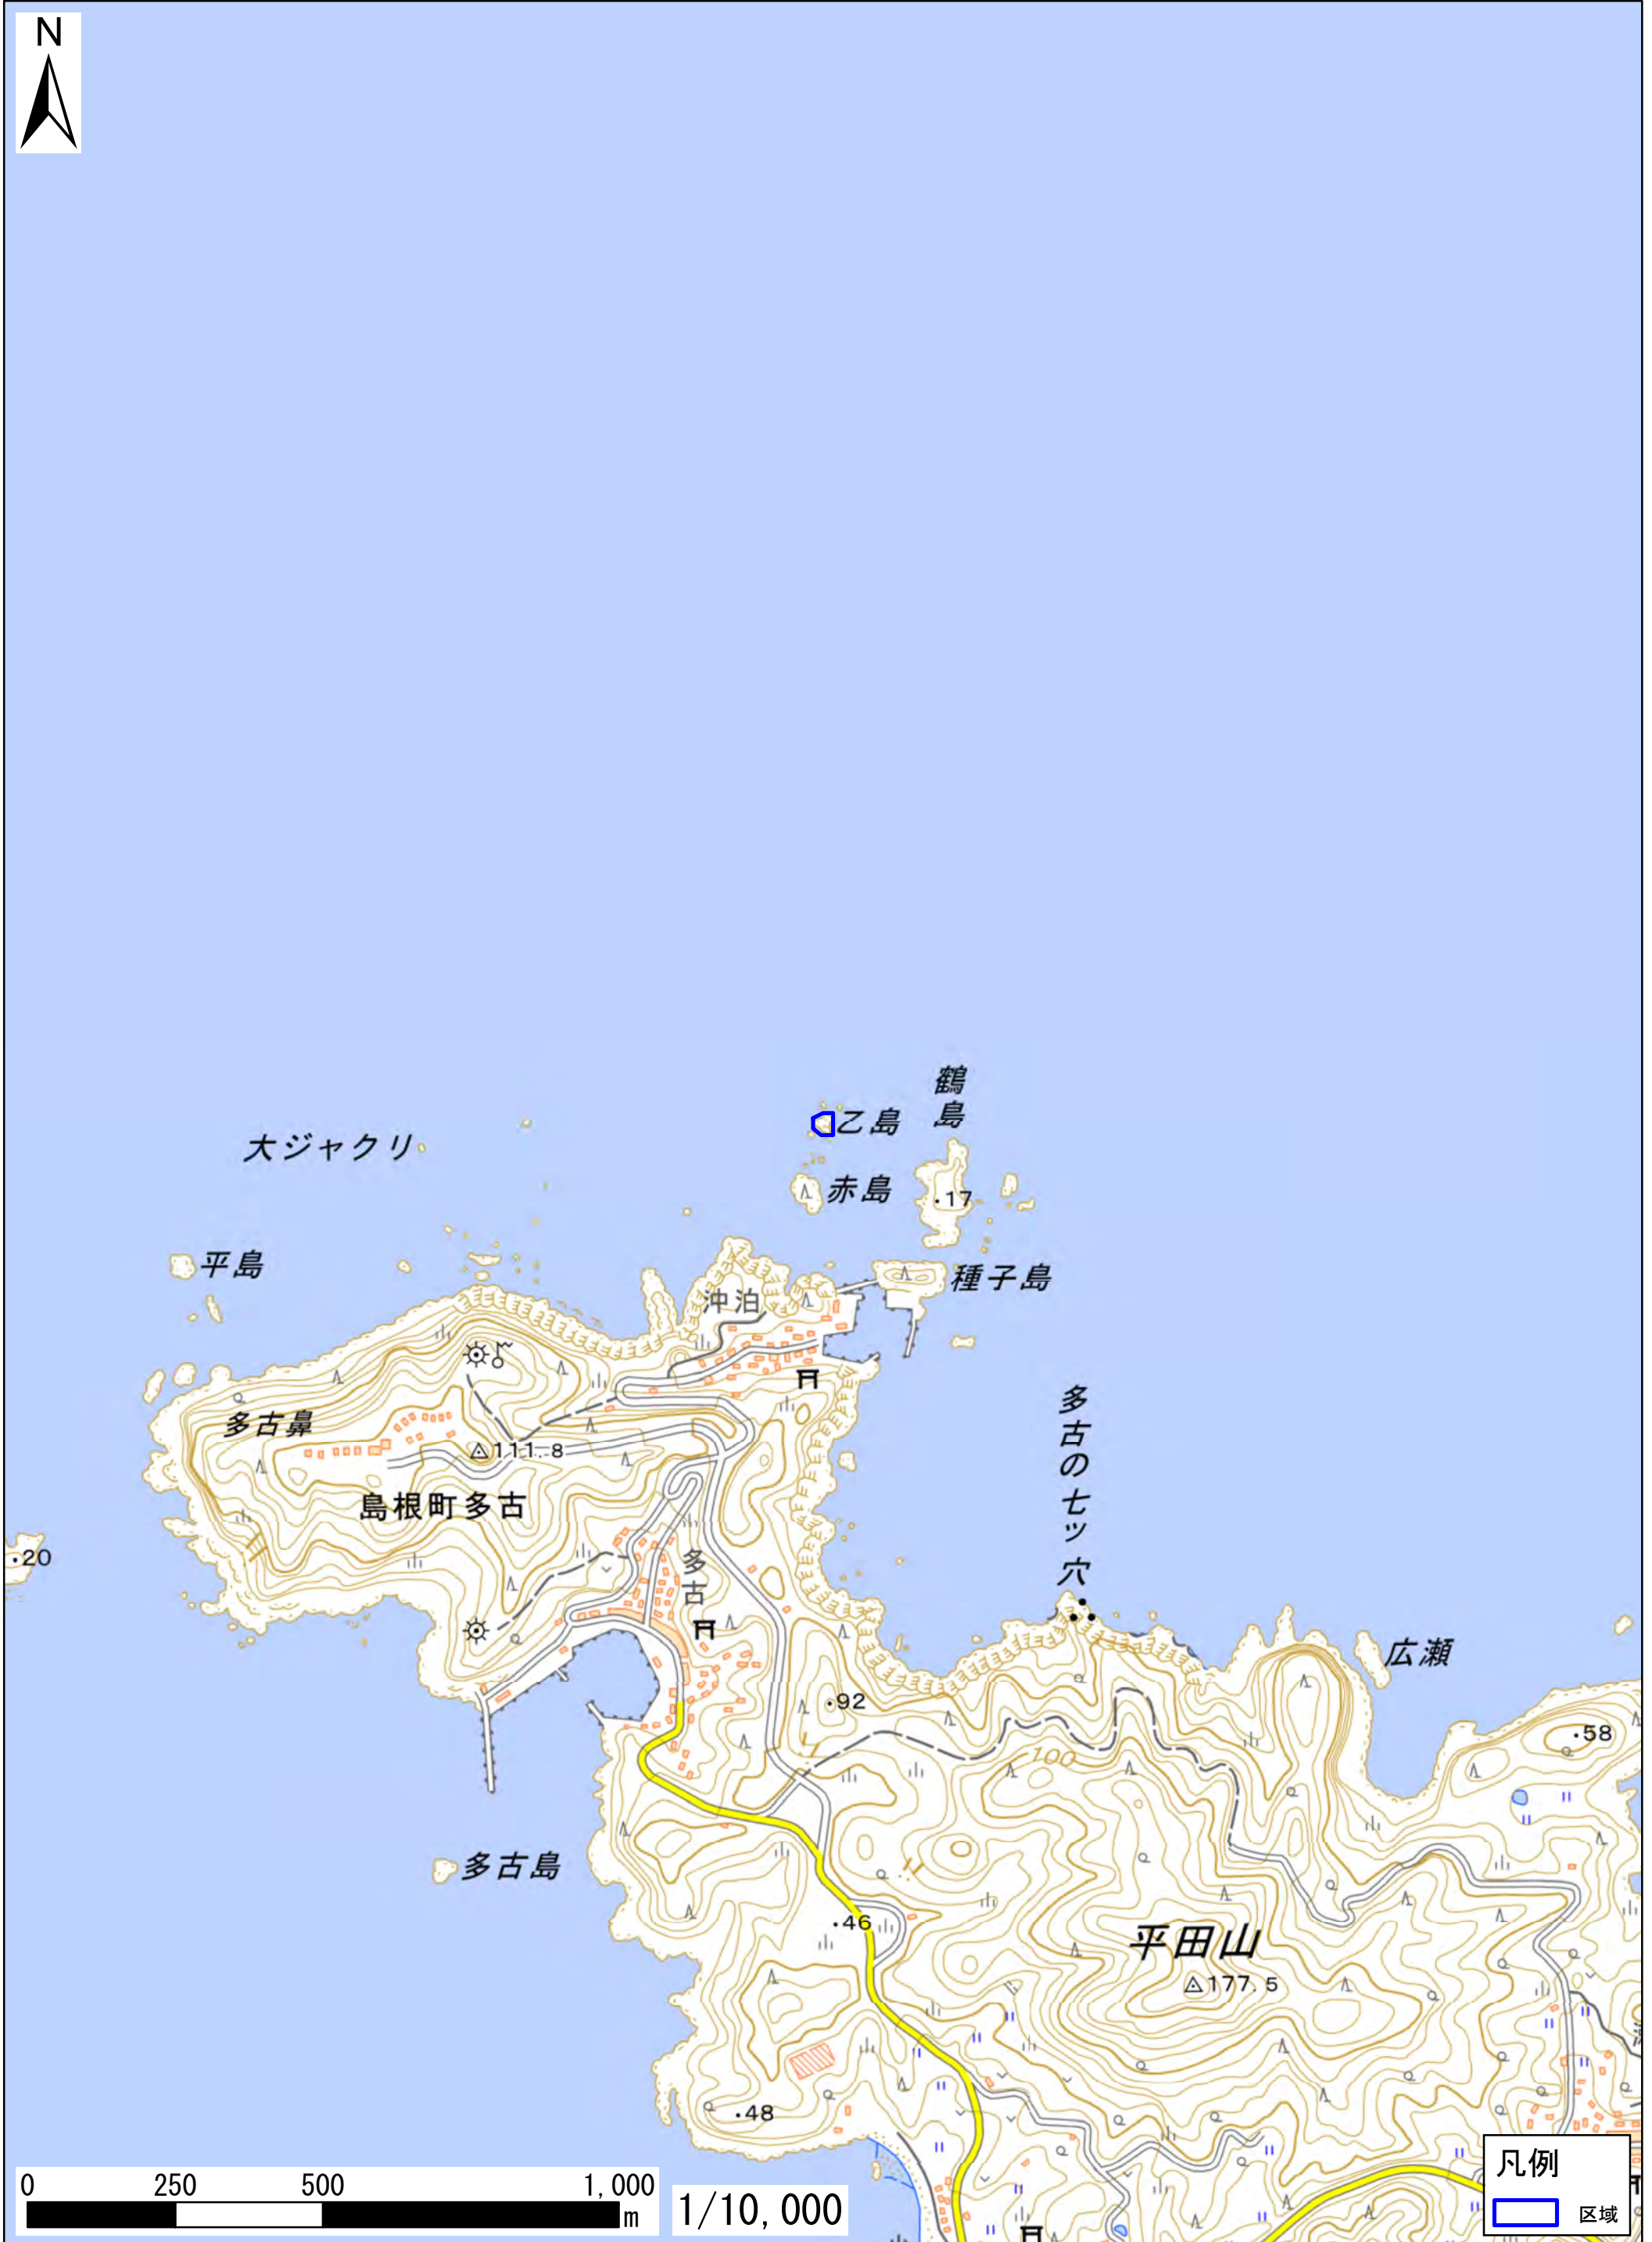 N
鶴島
乙島
大ジャクリ
赤島
.17
平島
種子島
沖泊
多古鼻
111.8
多古の七ツ穴
島根町多古
.20
多古
広瀬
.92
.58
100
多古島
.46
平田山
177.5
.48
0 250 500 1,000
m
1/10,000
凡例
区域